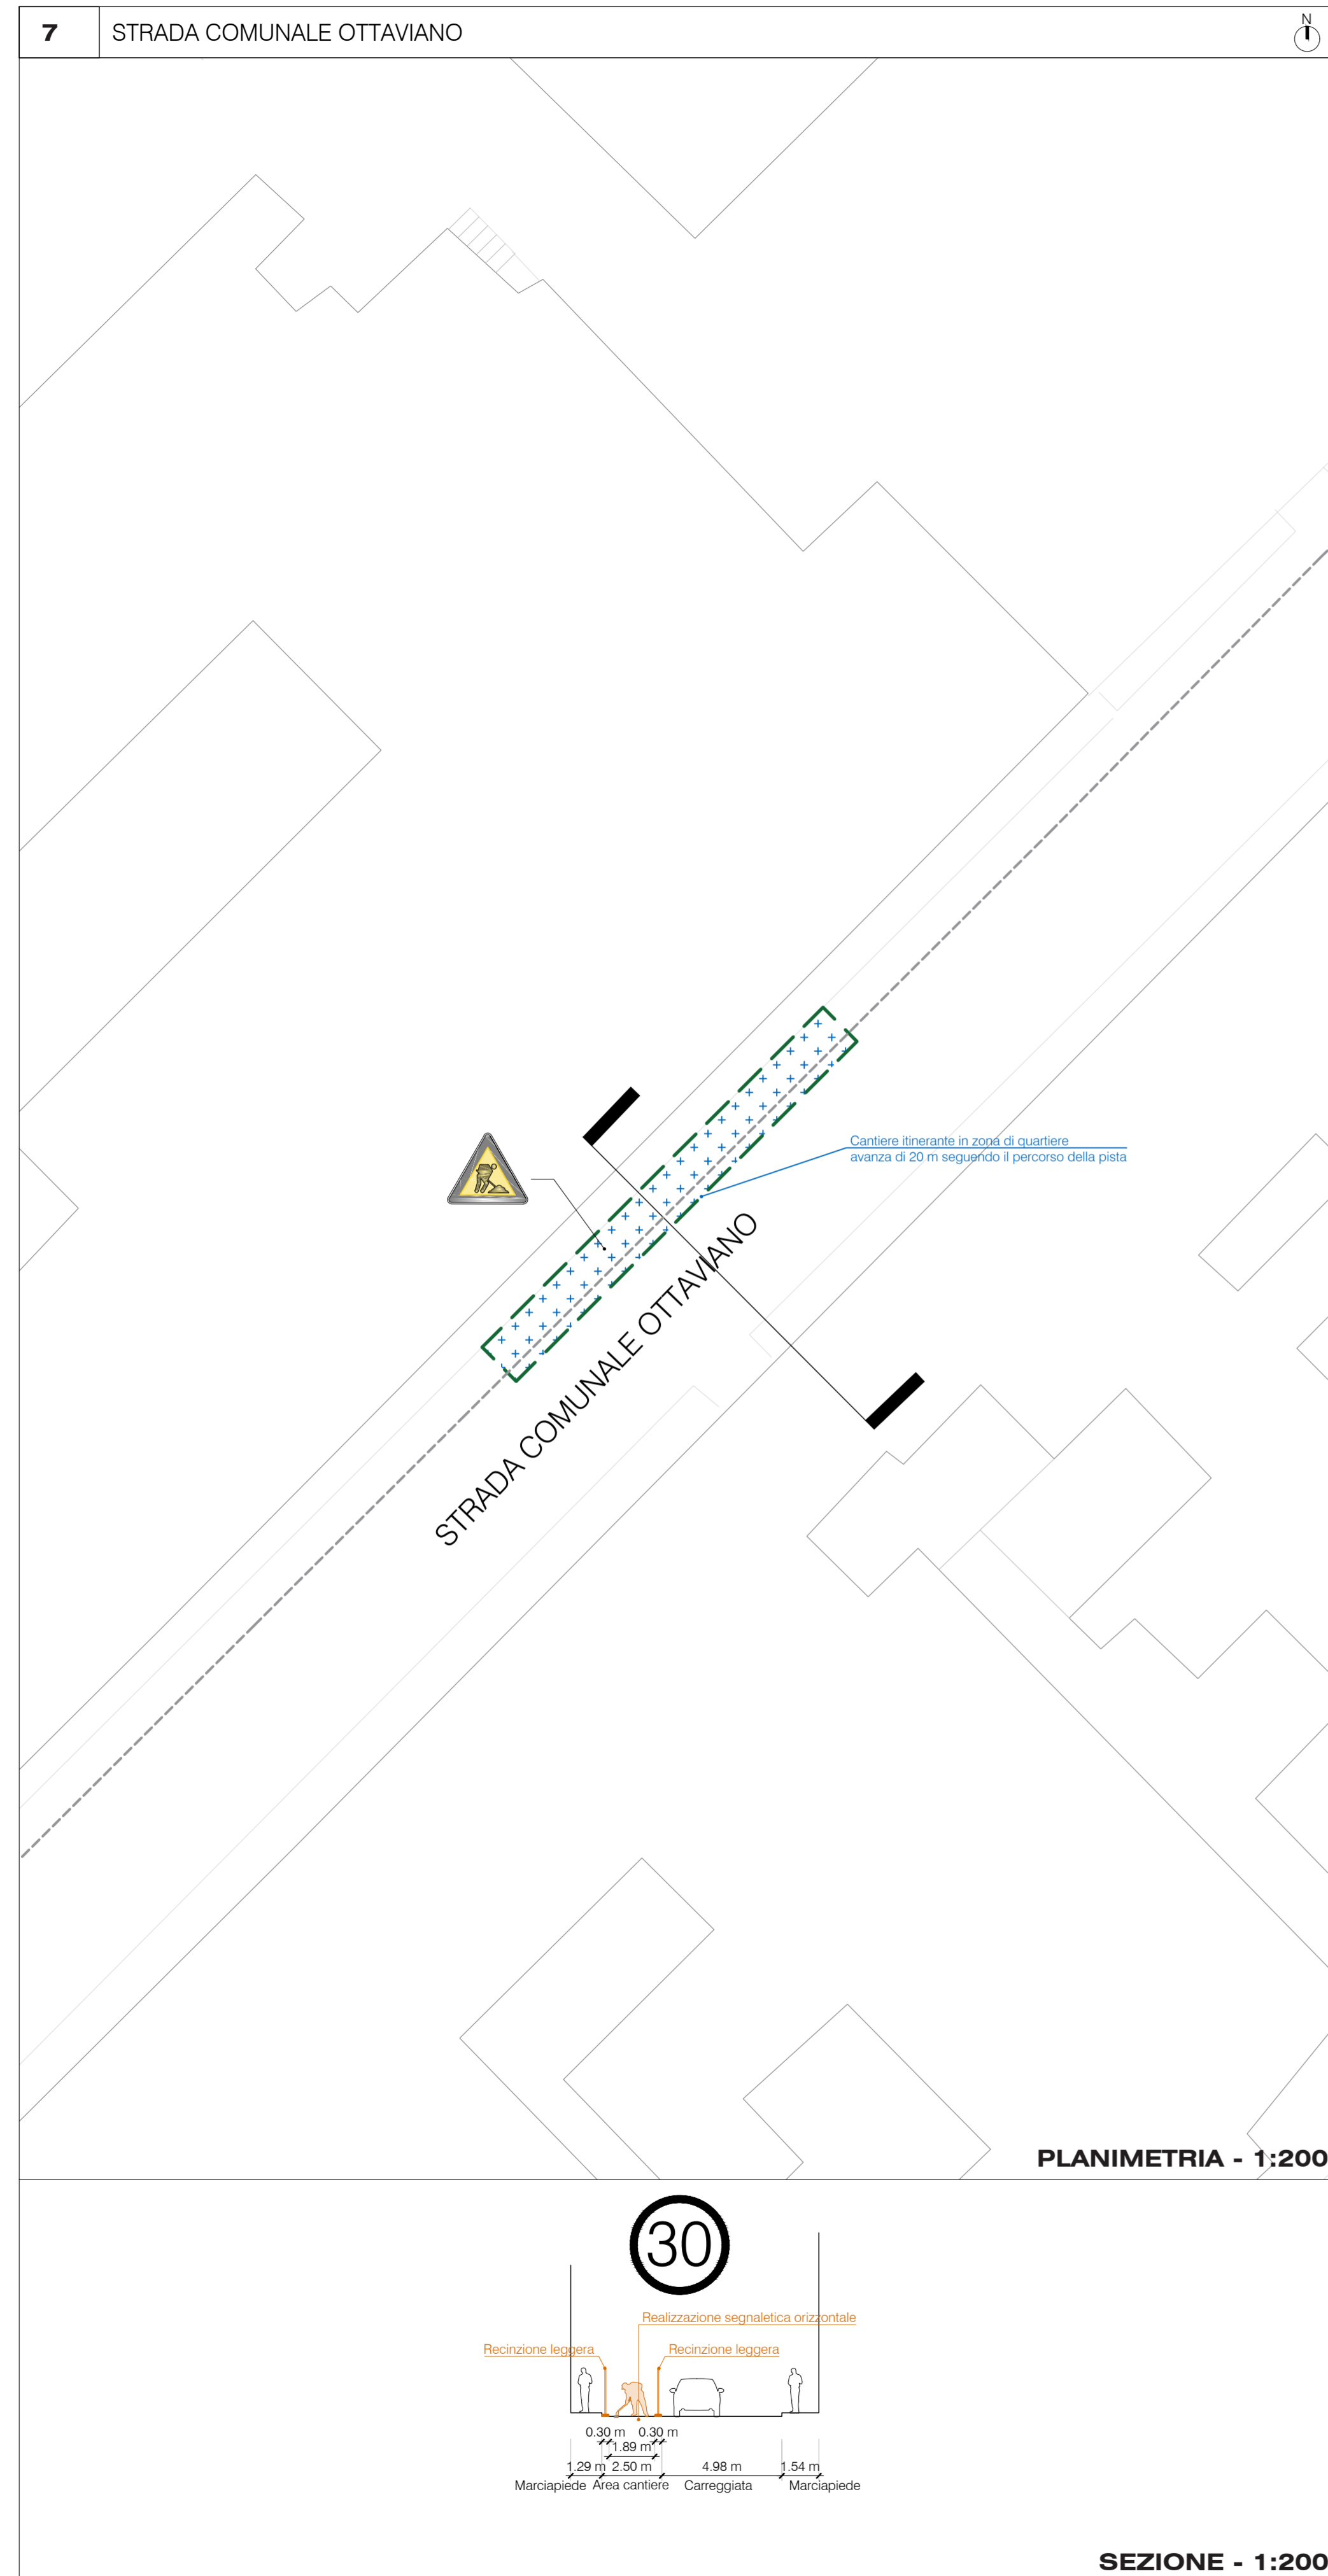 7
STRADA COMUNALE OTTAVIANO
N
Cantiere itinerante in zona di quartiere
avanza di 20 m seguendo il percorso della pista
STRADA COMUNALE OTTAVIANO
PLANIMETRIA - 1:200
30
Realizzazione segnaletica orizzontale
Recinzione leggera
Recinzione leggera
0.30 m 0.30 m
1.89 m
1.29 m 2.50 m 4.98 m 1.54 m
Marciapiede Area cantiere Carreggiata Marciapiede
SEZIONE - 1:200